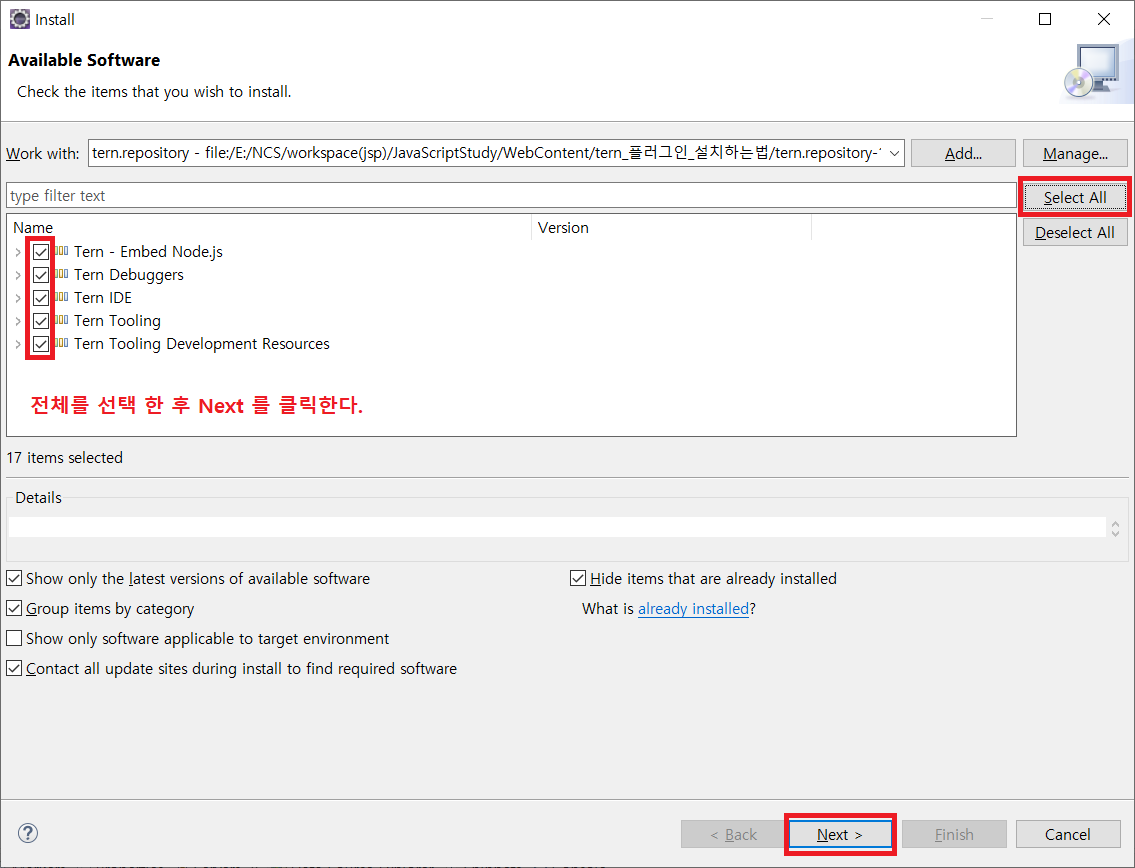 Install
Available Software
Check the items that you wish to install.
Work with: tern.repository - file:/E:/NCS/workspace(jsp)/JavaScriptStudy/WebContent/tern_플러그인_설치하는법/tern.repository- Add... Manage...
type filter text Select All
Name Version Deselect All
Tern - Embed Node.js
Tern Debuggers
Tern IDE
Tern Tooling
Tern Tooling Development Resources
전체를 선택 한 후 Next 를 클릭한다.
17 items selected
Details
Show only the latest versions of available software Hide items that are already installed
Group items by category What is already installed?
Show only software applicable to target environment
Contact all update sites during install to find required software
? < Back Next > Finish Cancel